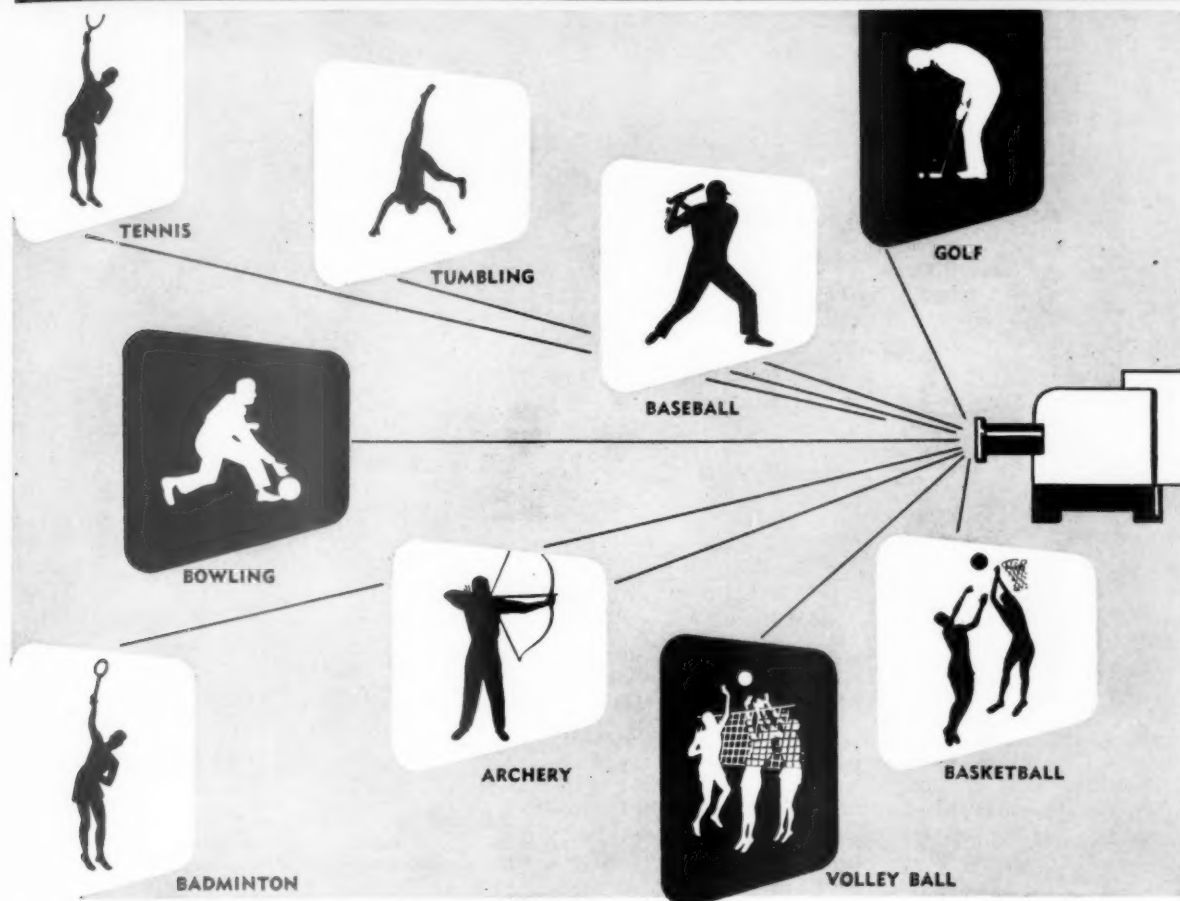 TENNIS
TUMBLING
GOLF
BASEBALL
BOWLING
ARCHERY
BASKETBALL
BADMINTON
VOLLEY BALL